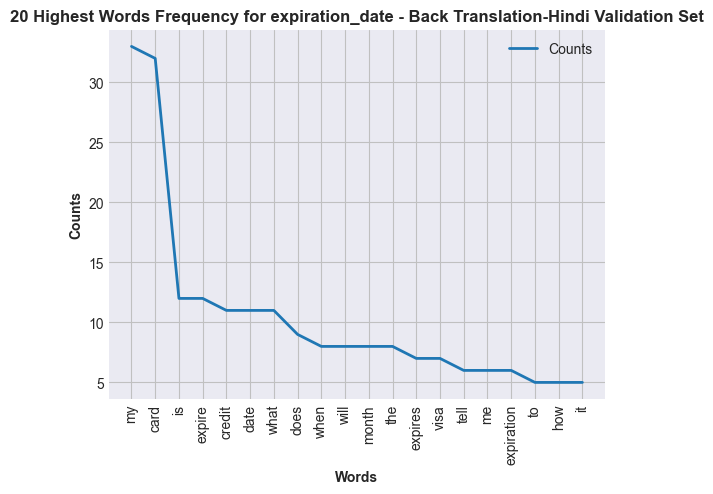 20 Highest Words Frequency for expiration_date - Back Translation-Hindi Validation Set
Counts
Counts
30
25
20
15
10
5
my
card
is
expire
credit
date
what
does
when
will
month
the
expires
visa
tell
me
expiration
to
how
it
Words